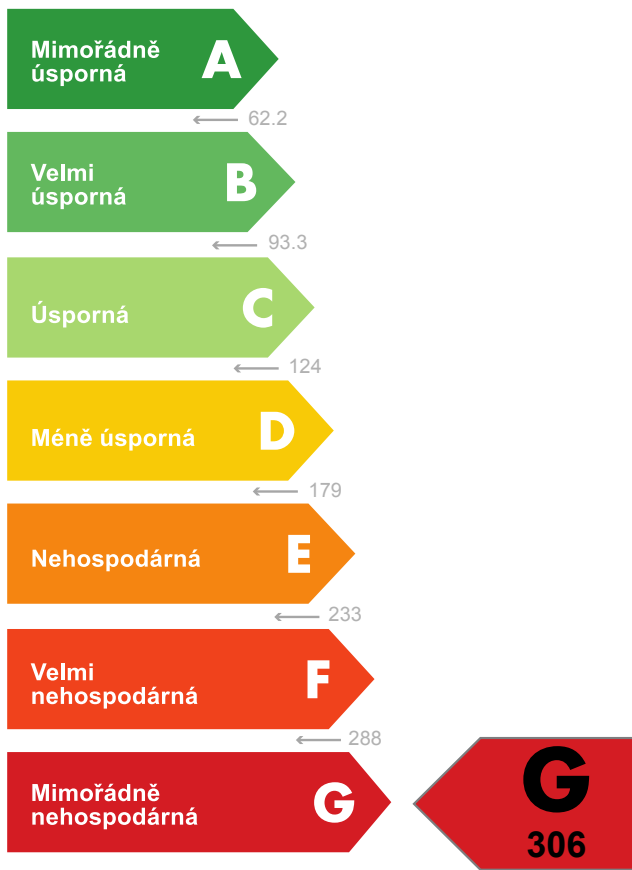 Mimořádně
úsporná
A
← 62.2
Velmi
úsporná
B
← 93.3
Úsporná
C
← 124
Méně úsporná
D
← 179
Nehospodárná
E
← 233
Velmi
nehospodárná
F
← 288
Mimořádně
nehospodárná
G
G
306